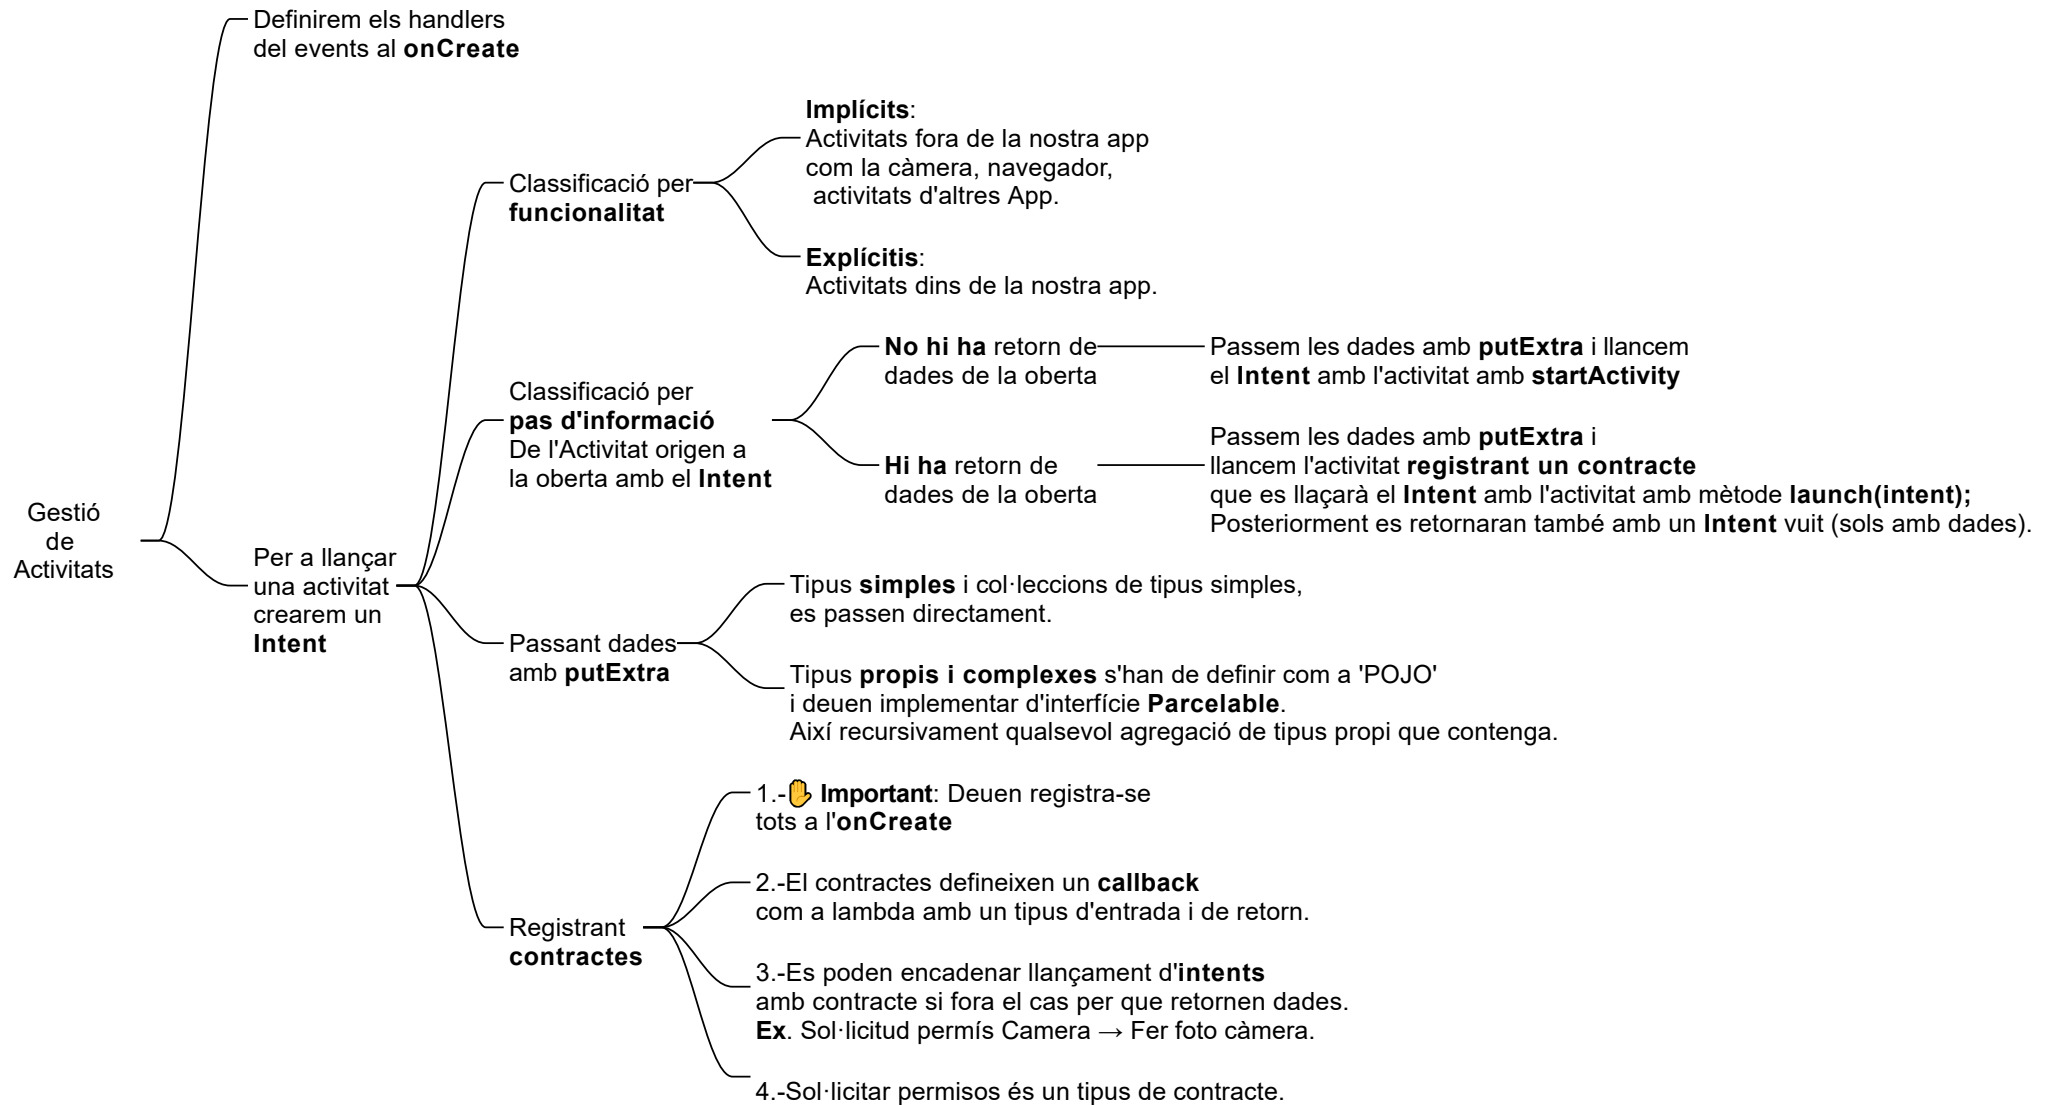 Definirem els handlers
del events al onCreate
Implícits:
Activitats fora de la nostra app
com la càmera, navegador,
activitats d'altres App.
Classificació per
funcionalitat
Explícitis:
Activitats dins de la nostra app.
No hi ha retorn de
dades de la oberta
Passem les dades amb putExtra i llancem
el Intent amb l'activitat amb startActivity
Classificació per
pas d'informació
De l'Activitat origen a
la oberta amb el Intent
Hi ha retorn de
dades de la oberta
Passem les dades amb putExtra i
llancem l'activitat registrant un contracte
que es llaçarà el Intent amb l'activitat amb mètode launch(intent);
Posteriorment es retornaran també amb un Intent vuit (sols amb dades).
Gestió
de
Activitats
Per a llançar
una activitat
crearem un
Intent
Tipus simples i col·leccions de tipus simples,
es passen directament.
Passant dades
amb putExtra
Tipus propis i complexes s'han de definir com a 'POJO'
i deuen implementar d'interfície Parcelable.
Així recursivament qualsevol agregació de tipus propi que contenga.
1.-✋ Important: Deuen registra-se
tots a l'onCreate
2.-El contractes defineixen un callback
com a lambda amb un tipus d'entrada i de retorn.
Registrant
contractes
3.-Es poden encadenar llançament d'intents
amb contracte si fora el cas per que retornen dades.
Ex. Sol·licitud permís Camera → Fer foto càmera.
4.-Sol·licitar permisos és un tipus de contracte.